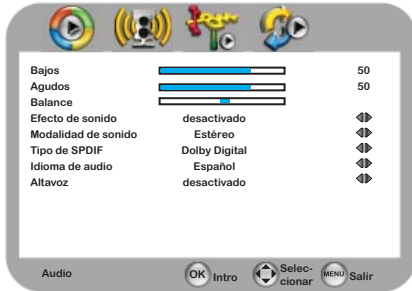 Bajos 50
Agudos 50
Balance
Efecto de sonido desactivado
Modalidad de sonido Estéreo
Tipo de SPDIF Dolby Digital
Idioma de audio Español
Altavoz desactivado
Audio OK Intro Selec-
cionar MENU Salir